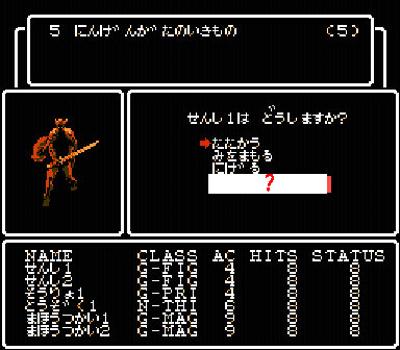 5 にんげんがたのいきもの (5)
せんし1は どうしますか?
たたかう
みをまもる
にげる
?
NAME CLASS AC HITS STATUS
せんし1 G-FIG 4 8 8
せんし2 G-FIG 4 8 8
そうりょ1 G-PRI 4 8 8
とうぞく1 N-THI 6 8 8
まほうつかい1 G-MAG 8 8
まほうつかい2 G-MAG 9 8 8